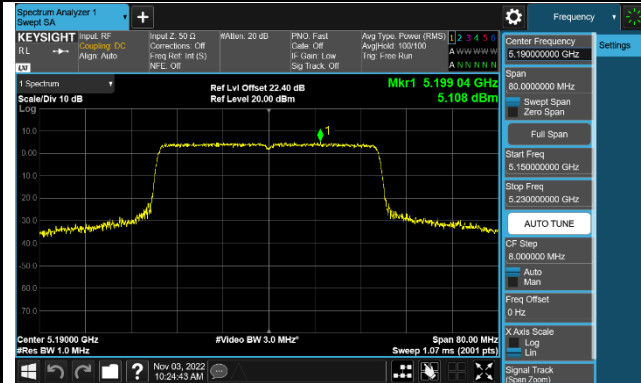 Spectrum Analyzer 1
Swept SA
Frequency
KEYSIGHT
RL
Input: RF
Coupling: DC
Align: Auto
Input Z: 50 Ω
Corrections: Off
Freq Ref: Int (S)
NFE: Off
#Atten: 20 dB
PNO: Fast
Gate: Off
IF Gain: Low
Sig Track: Off
Avg Type: Power (RMS)
Avg|Hold: 100/100
Trig: Free Run
1 2 3 4 5 6
A W W W W W
A N N N N N
LXI
1 Spectrum
Scale/Div 10 dB
Log
Ref Lvl Offset 22.40 dB
Ref Level 20.00 dBm
Mkr1 5.199 04 GHz
5.108 dBm
1
10.0
0.00
-10.0
-20.0
-30.0
-40.0
-50.0
-60.0
-70.0
Center 5.19000 GHz
#Res BW 1.0 MHz
#Video BW 3.0 MHz*
Span 80.00 MHz
Sweep 1.07 ms (2001 pts)
Nov 03, 2022
10:24:43 AM
Center Frequency
5.190000000 GHz
Settings
Span
80.0000000 MHz
Swept Span
Zero Span
Full Span
Start Freq
5.150000000 GHz
Stop Freq
5.230000000 GHz
AUTO TUNE
CF Step
8.000000 MHz
Auto
Man
Freq Offset
0 Hz
X Axis Scale
Log
Lin
Signal Track
(Span Zoom)